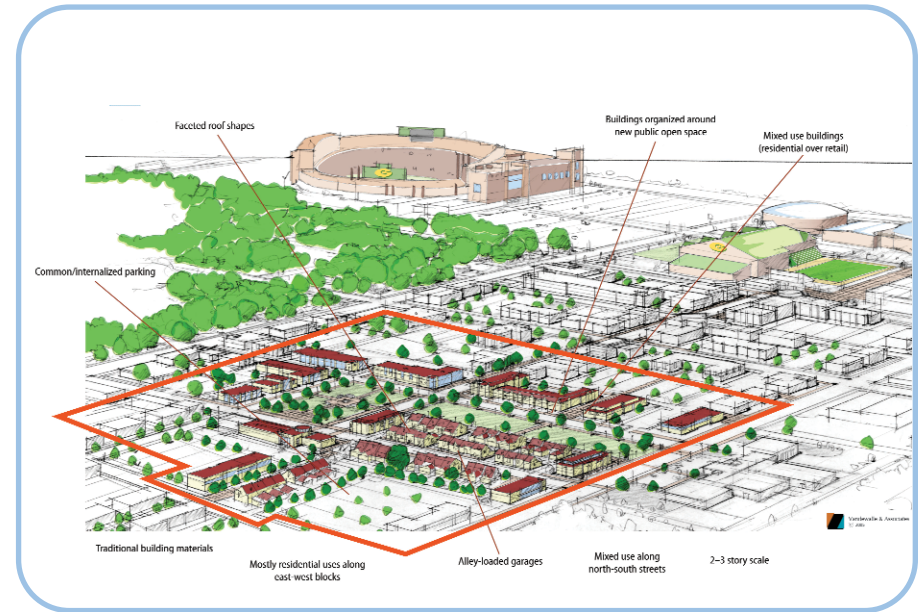 Faceted roof shapes
Buildings organized around
new public open space
Mixed use buildings
(residential over retail)
Common/internalized parking
Vandewalle & Associates
Traditional building materials
Mostly residential uses along
east-west blocks
Alley-loaded garages
Mixed use along
north-south streets
2–3 story scale